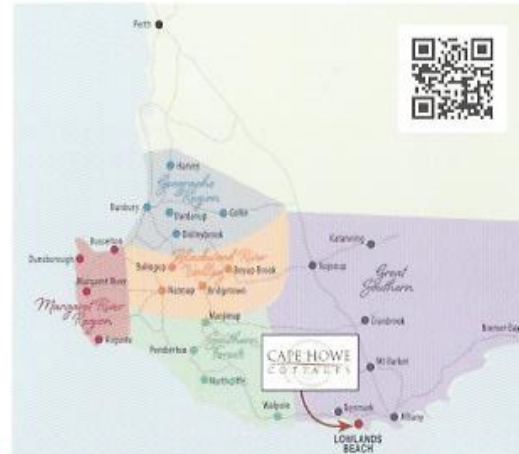 Perth
Harvey
Geographe
Region
Bunbury
Dardanup
Collie
Donnybrook
Busselton
Dunsborough
Blackwood River
Valley
Balingup
Boyup Brook
Margaret River
Nannup
Bridgetown
Margaret River
Region
Augusta
Manjimup
Southern
Forests
Pemberton
Northcliffe
Walpole
Katanning
Kojonup
Great
Southern
Cranbrook
Mt Barker
Denmark
Albany
CAPE HOWE
COTTAGES
LOWLANDS
BEACH